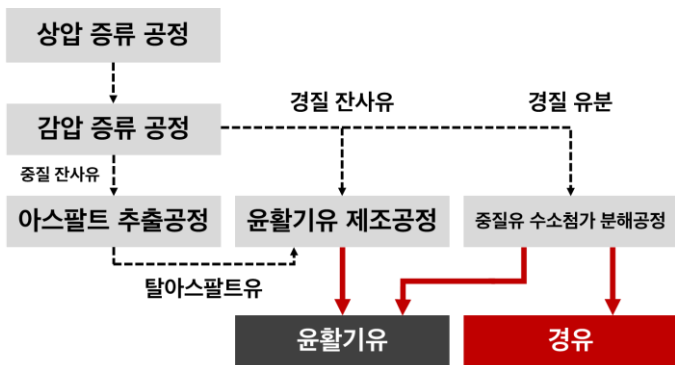 상압 증류 공정
경질 잔사유
경질 유분
감압 증류 공정
중질 잔사유
아스팔트 추출공정
윤활기유 제조공정
중질유 수소첨가 분해공정
탈아스팔트유
윤활기유
경유